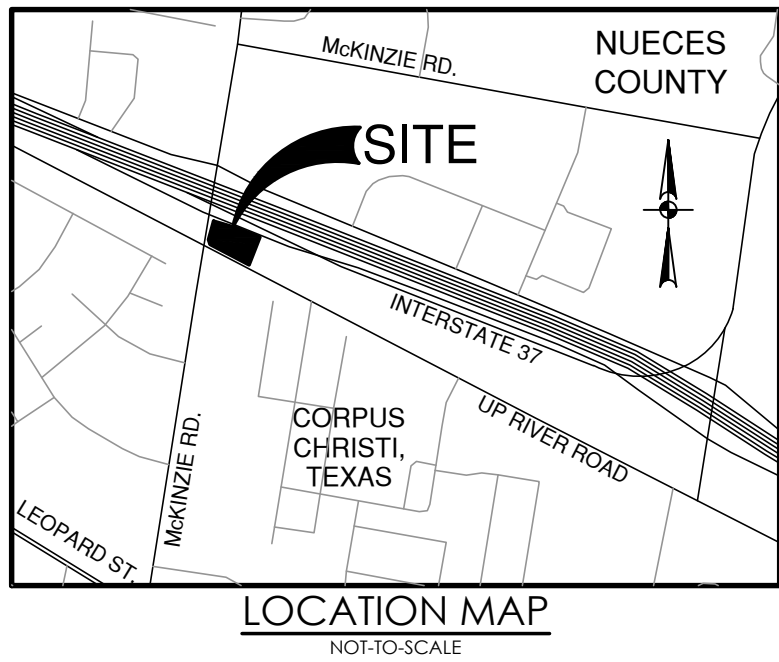 McKINZIE RD.
NUECES
COUNTY
SITE
INTERSTATE 37
UP RIVER ROAD
CORPUS
CHRISTI,
TEXAS
McKINZIE RD.
LEOPARD ST.
LOCATION MAP
NOT-TO-SCALE